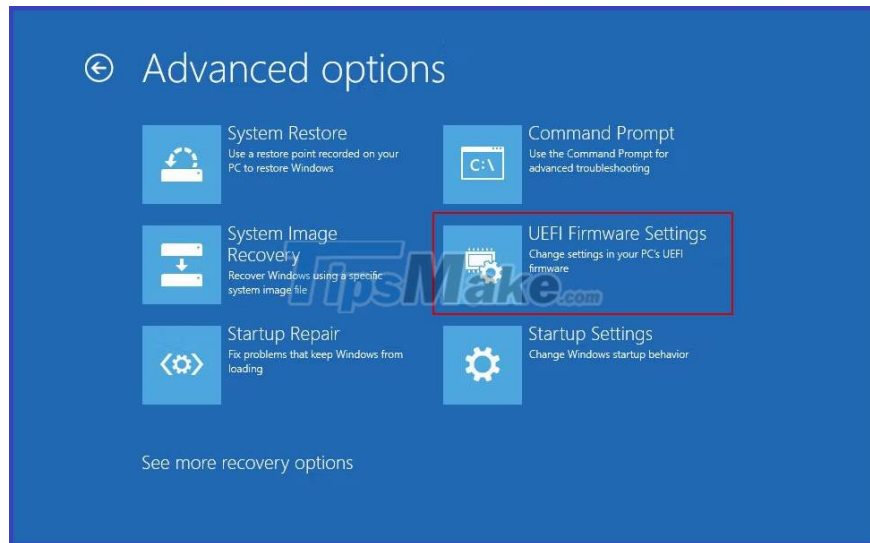 Advanced options
System Restore
Use a restore point recorded on your
PC to restore Windows
Command Prompt
Use the Command Prompt for
advanced troubleshooting
C:\
System Image
Recovery
Recover Windows using a specific
system image file
UEFI Firmware Settings
Change settings in your PC's UEFI
firmware
TipsMake.com
Startup Repair
Fix problems that keep Windows from
loading
Startup Settings
Change Windows startup behavior
See more recovery options